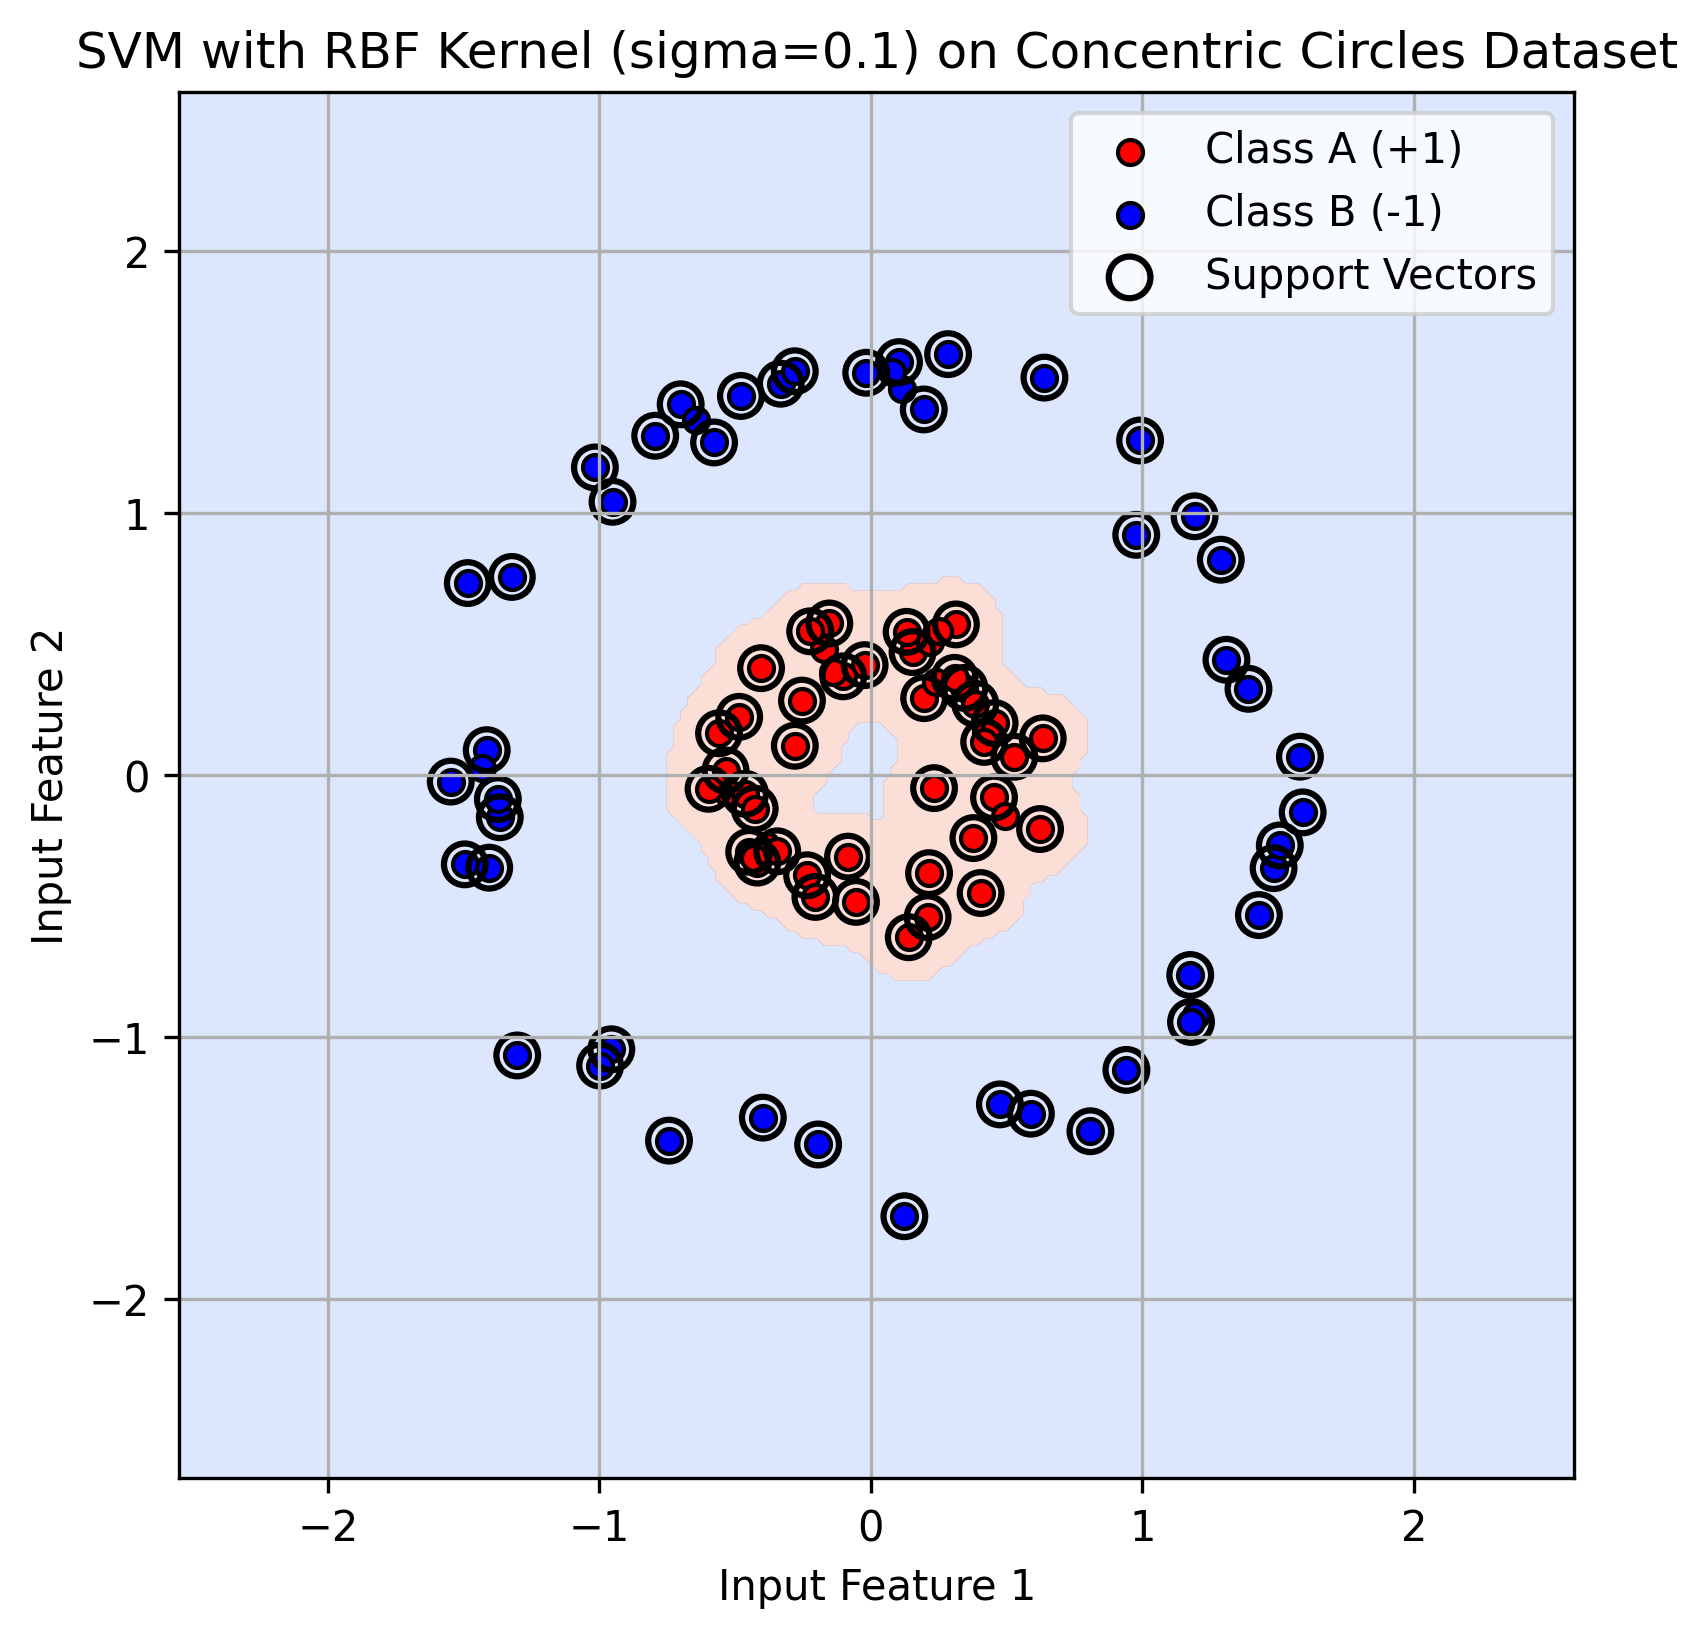 SVM with RBF Kernel (sigma=0.1) on Concentric Circles Dataset
Class A (+1)
Class B (-1)
Support Vectors
Input Feature 2
2
1
0
−1
−2
−2
−1
0
1
2
Input Feature 1